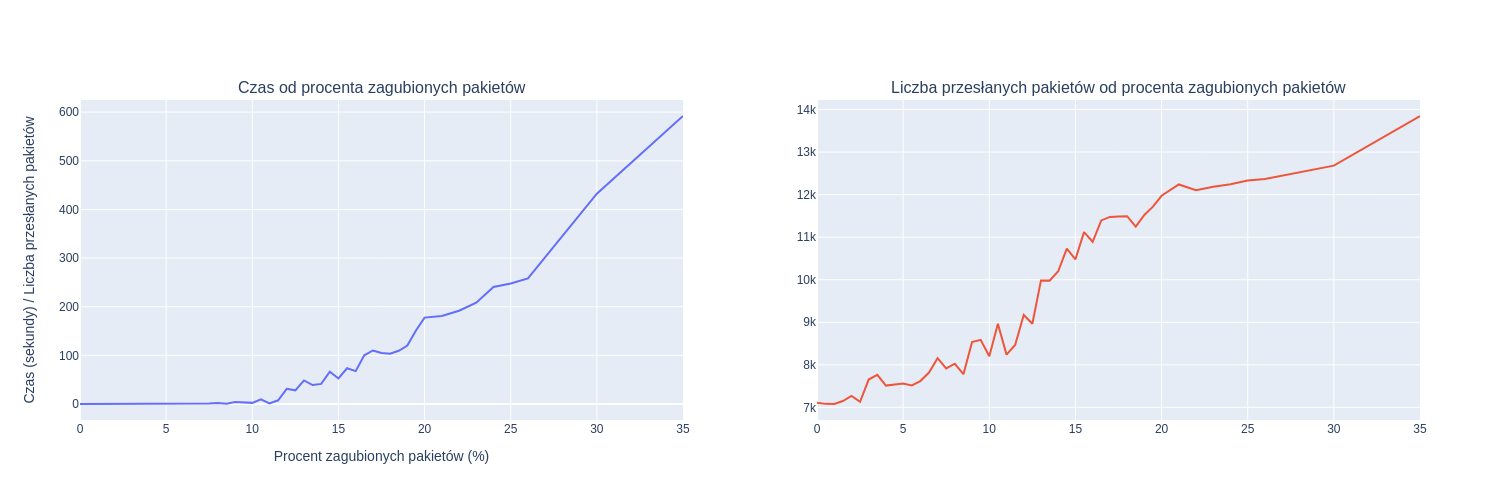 Czas od procenta zagubionych pakietów
Czas (sekundy) / Liczba przesłanych pakietów
600
500
400
300
200
100
0
0 5 10 15 20 25 30 35
Procent zagubionych pakietów (%)
Liczba przesłanych pakietów od procenta zagubionych pakietów
14k
13k
12k
11k
10k
9k
8k
7k
0 5 10 15 20 25 30 35